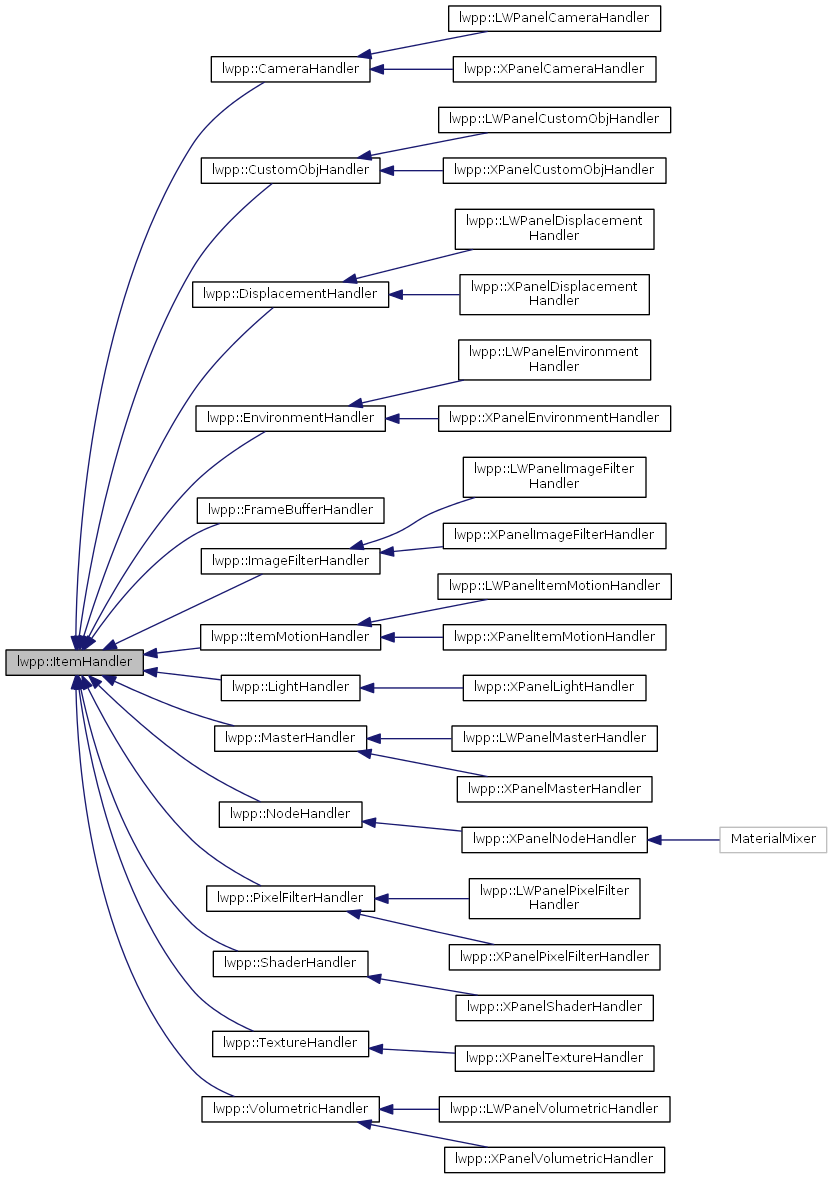 lwpp::LWPanelCameraHandler
lwpp::CameraHandler
lwpp::XPanelCameraHandler
lwpp::LWPanelCustomObjHandler
lwpp::CustomObjHandler
lwpp::XPanelCustomObjHandler
lwpp::LWPanelDisplacement
Handler
lwpp::DisplacementHandler
lwpp::XPanelDisplacement
Handler
lwpp::LWPanelEnvironment
Handler
lwpp::EnvironmentHandler
lwpp::XPanelEnvironmentHandler
lwpp::LWPanelImageFilter
Handler
lwpp::FrameBufferHandler
lwpp::XPanelImageFilterHandler
lwpp::ImageFilterHandler
lwpp::LWPanelItemMotionHandler
lwpp::ItemMotionHandler
lwpp::XPanelItemMotionHandler
lwpp::ItemHandler
lwpp::LightHandler
lwpp::XPanelLightHandler
lwpp::MasterHandler
lwpp::LWPanelMasterHandler
lwpp::XPanelMasterHandler
lwpp::NodeHandler
lwpp::XPanelNodeHandler
MaterialMixer
lwpp::LWPanelPixelFilter
Handler
lwpp::PixelFilterHandler
lwpp::XPanelPixelFilterHandler
lwpp::ShaderHandler
lwpp::XPanelShaderHandler
lwpp::TextureHandler
lwpp::XPanelTextureHandler
lwpp::VolumetricHandler
lwpp::LWPanelVolumetricHandler
lwpp::XPanelVolumetricHandler